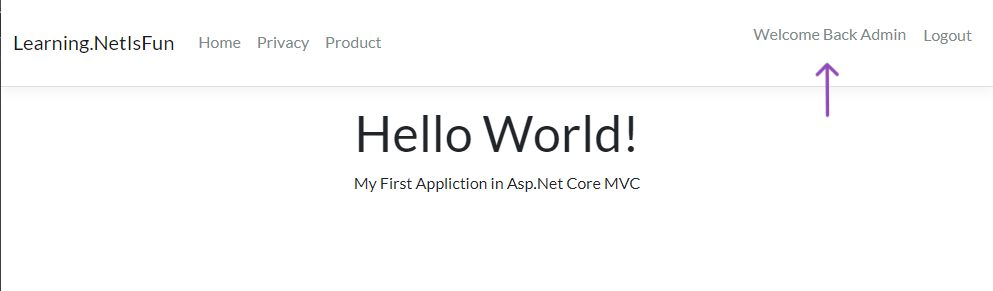 Learning.NetIsFun Home Privacy Product Welcome Back Admin Logout
Hello World!
My First Appliction in Asp.Net Core MVC